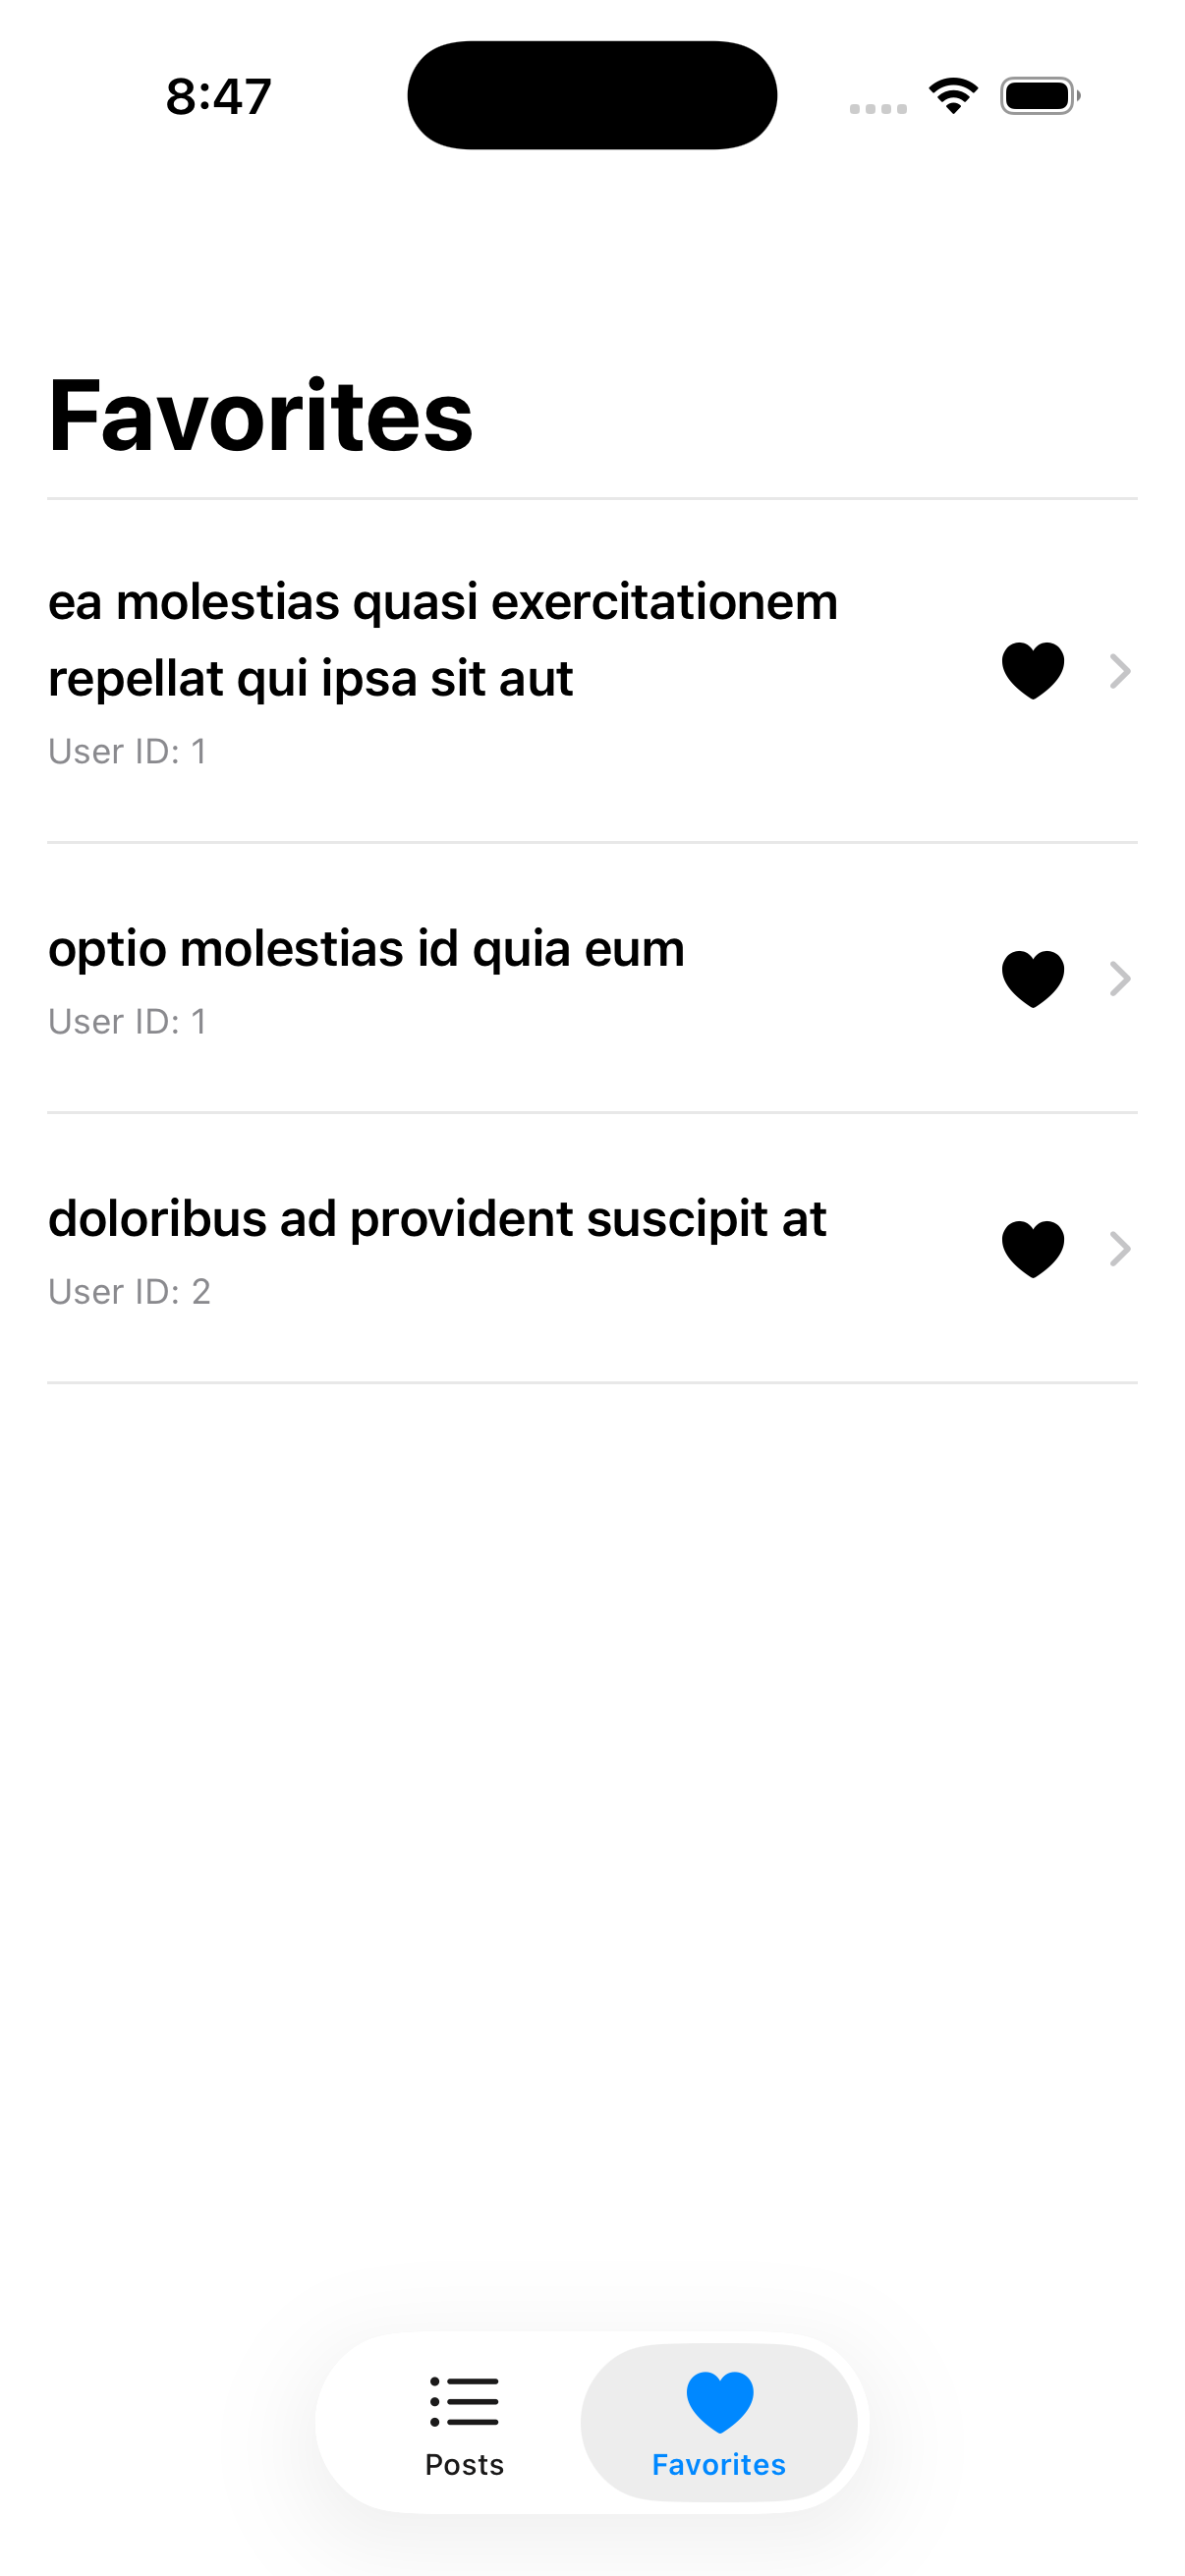 8:47
Favorites
ea molestias quasi exercitationem
repellat qui ipsa sit aut
User ID: 1
optio molestias id quia eum
User ID: 1
doloribus ad provident suscipit at
User ID: 2
Posts
Favorites